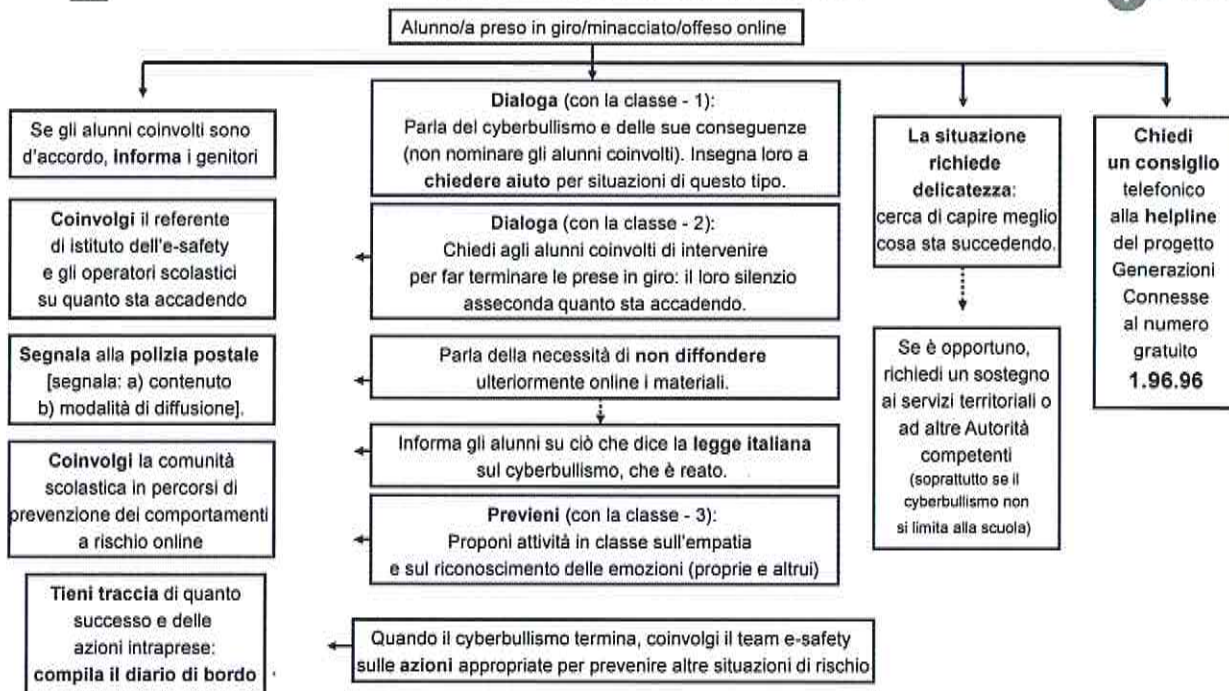 Alunno/a preso in giro/minacciato/offeso online
Se gli alunni coinvolti sono
d'accordo, informa i genitori
Coinvolgi il referente
di istituto dell'e-safety
e gli operatori scolastici
su quanto sta accadendo
Segnala alla polizia postale
[segnala: a) contenuto
b) modalità di diffusione].
Coinvolgi la comunità
scolastica in percorsi di
prevenzione dei comportamenti
a rischio online
Tieni traccia di quanto
successo e delle
azioni intraprese:
compila il diario di bordo
Dialoga (con la classe - 1):
Parla del cyberbullismo e delle sue conseguenze
(non nominare gli alunni coinvolti). Insegna loro a
chiedere aiuto per situazioni di questo tipo.
Dialoga (con la classe - 2):
Chiedi agli alunni coinvolti di intervenire
per far terminare le prese in giro: il loro silenzio
asseconda quanto sta accadendo.
Parla della necessità di non diffondere
ulteriormente online i materiali.
Informa gli alunni su ciò che dice la legge italiana
sul cyberbullismo, che è reato.
Previeni (con la classe - 3):
Proponi attività in classe sull'empatia
e sul riconoscimento delle emozioni (proprie e altrui)
Quando il cyberbullismo termina, coinvolgi il team e-safety
sulle azioni appropriate per prevenire altre situazioni di rischio
La situazione
richiede
delicatezza:
cerca di capire meglio
cosa sta succedendo.
Se è opportuno,
richiedi un sostegno
ai servizi territoriali o
ad altre Autorità
competenti
(soprattutto se il
cyberbullismo non
si limita alla scuola)
Chiedi
un consiglio
telefonico
alla helpline
del progetto
Generazioni
Connesse
al numero
gratuito
1.96.96